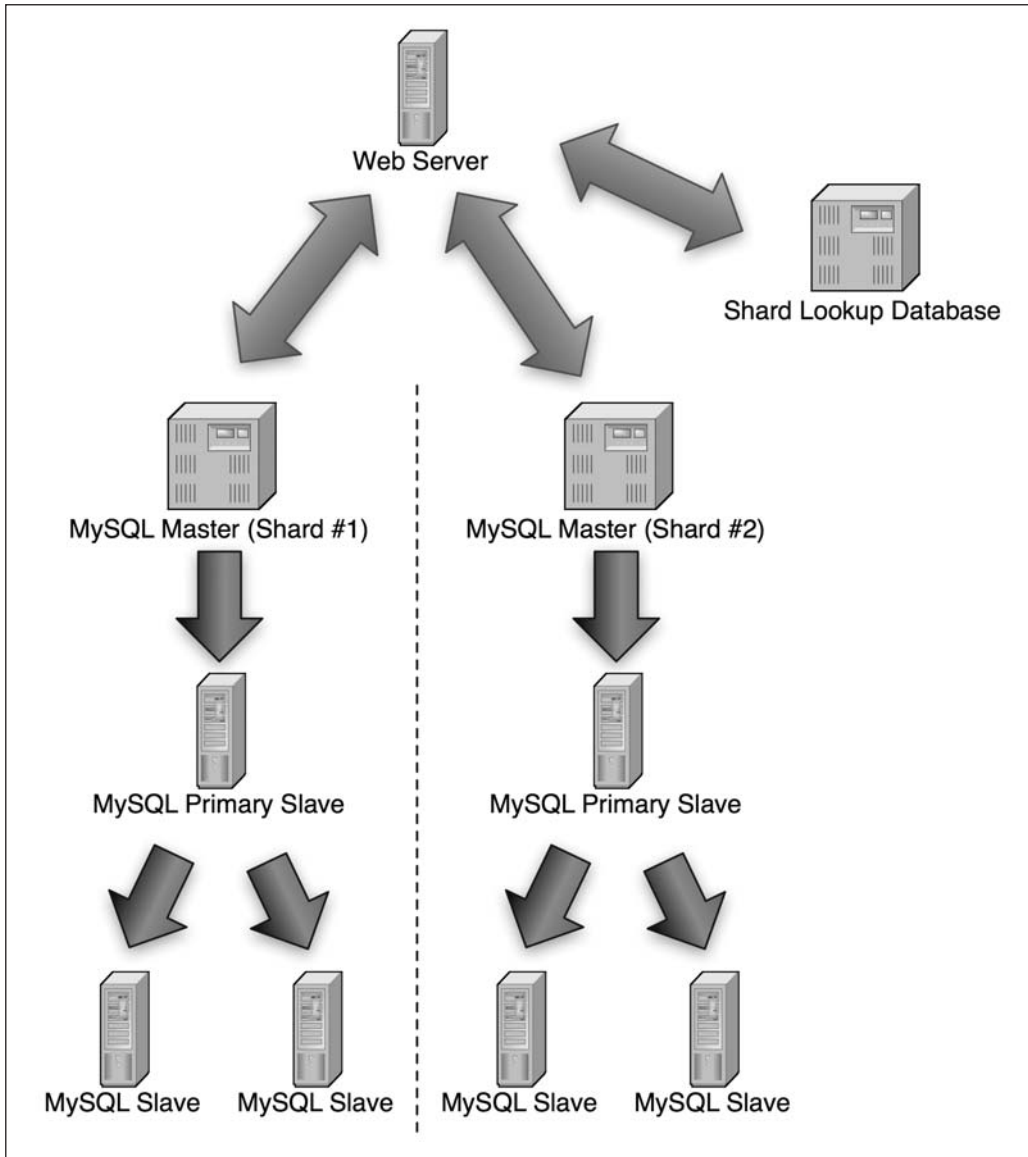 Web Server
Shard Lookup Database
MySQL Master (Shard #1)
MySQL Master (Shard #2)
MySQL Primary Slave
MySQL Primary Slave
MySQL Slave
MySQL Slave
MySQL Slave
MySQL Slave